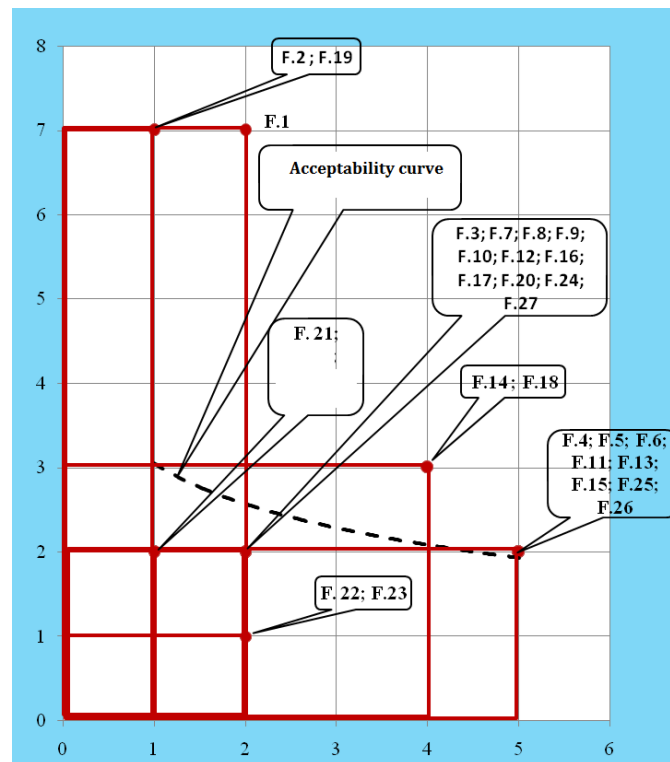 8
F.2 ; F.19
7
F.1
Acceptability curve
6
F.3; F.7; F.8; F.9;
F.10; F.12; F.16;
F.17; F.20; F.24;
F.27
5
F. 21;
;
4
F.14; F.18
F.4; F.5; F.6;
F.11; F.13;
F.15; F.25;
F.26
3
2
F. 22; F.23
1
0
0 1 2 3 4 5 6